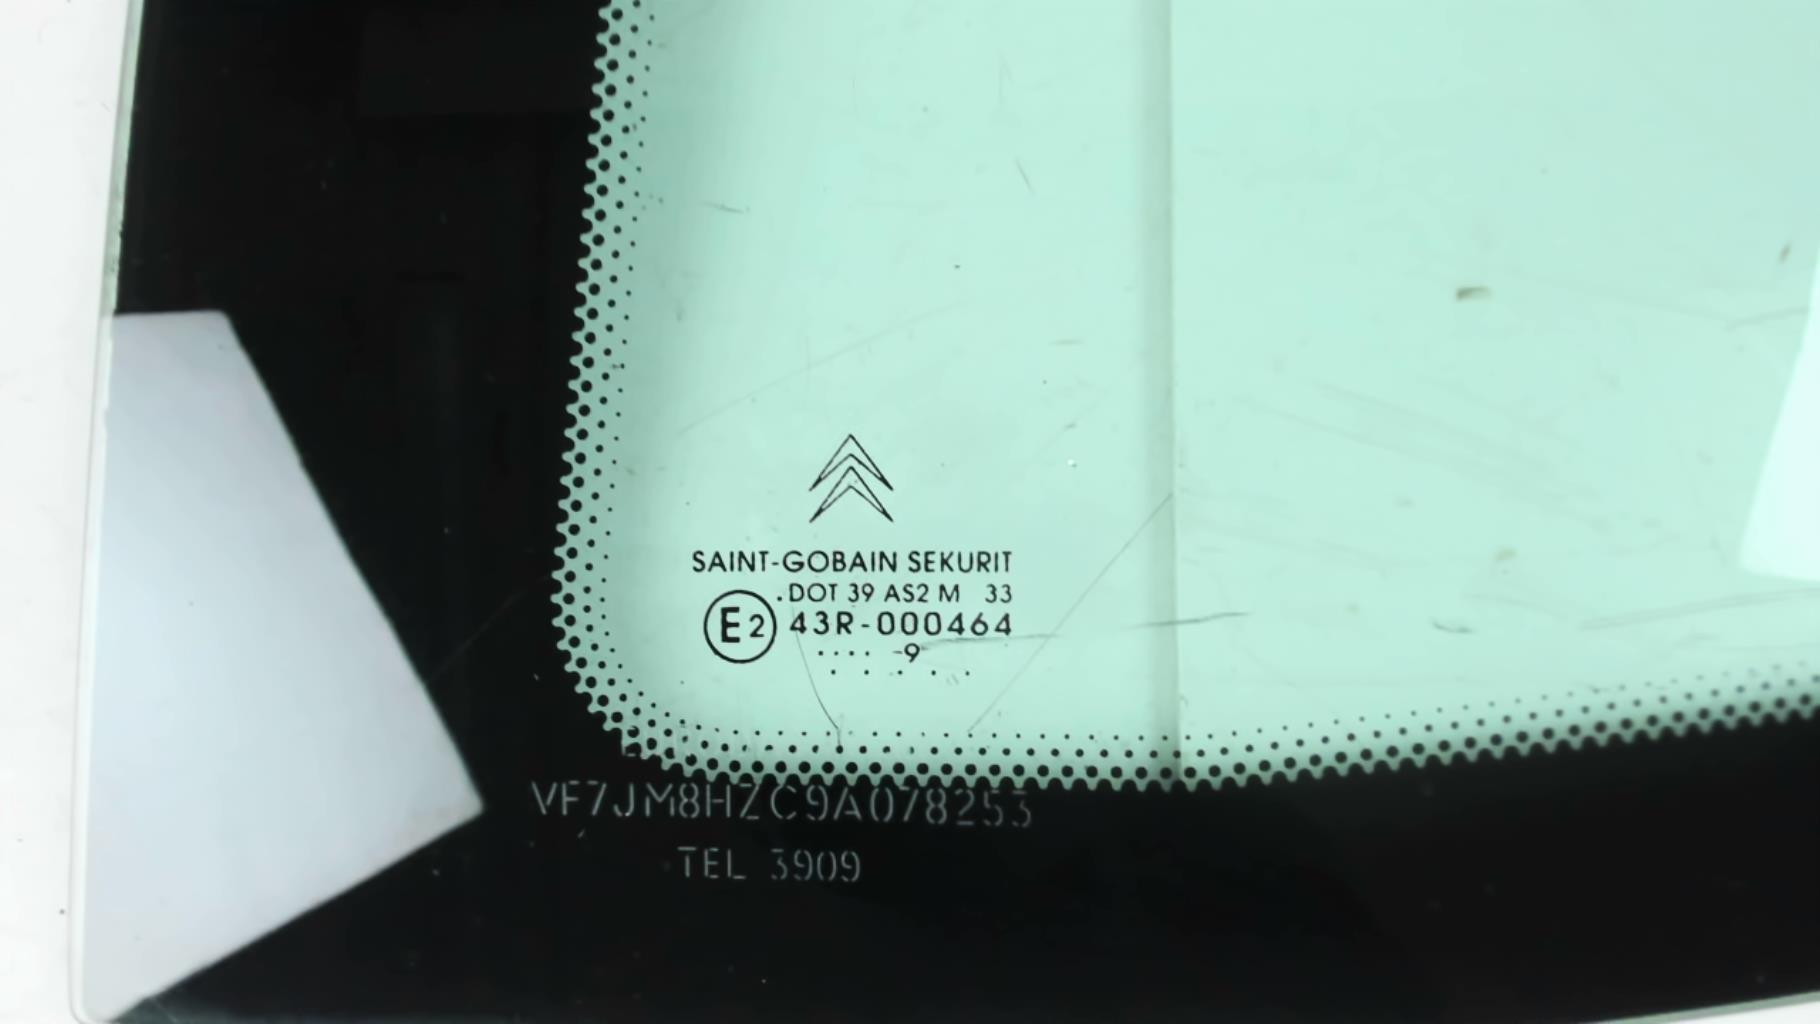 SAINT-GOBAIN SEKURIT
.DOT 39 AS2 M 33
E2 43R-000464
.... -9
. . . . .
VF7JM8HZC9A078253
TEL 3909